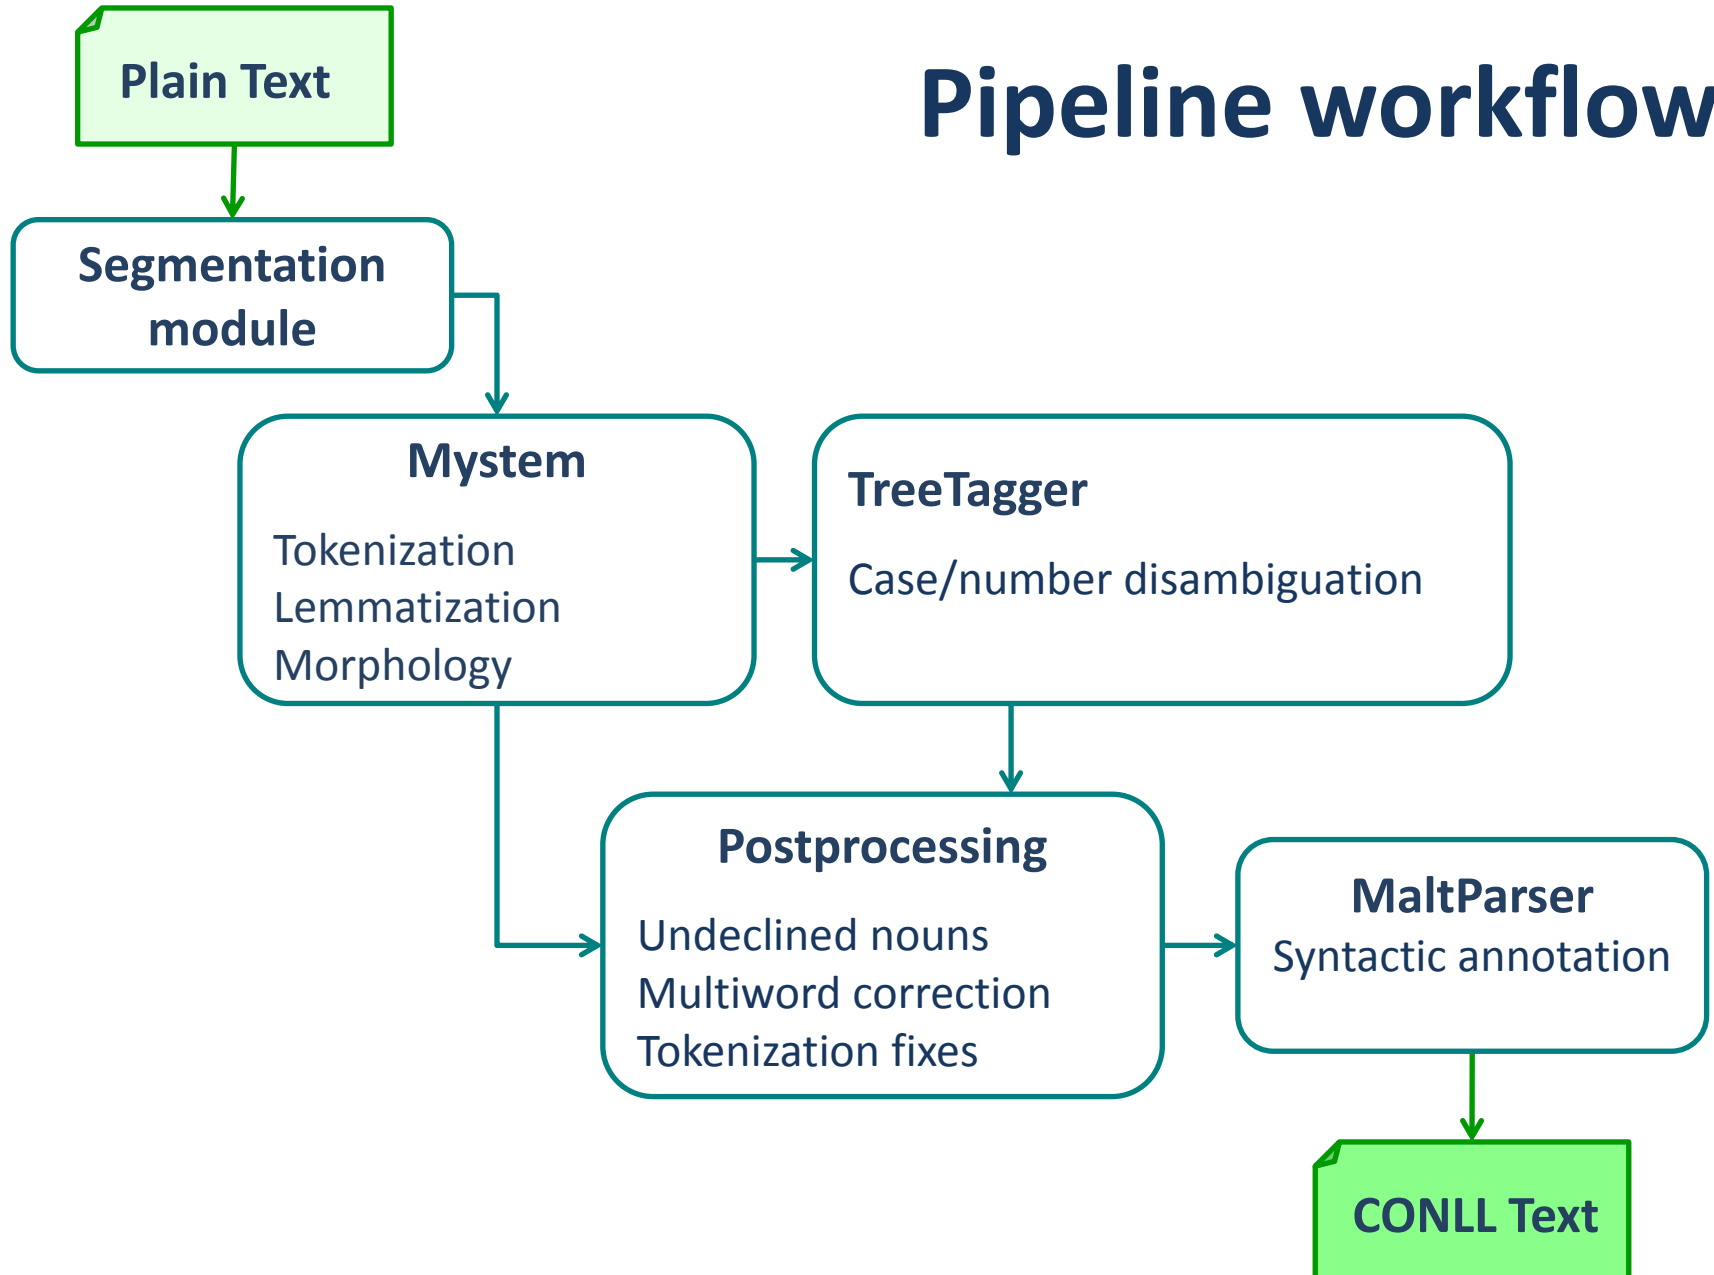 Plain Text
Pipeline workflow
Segmentation
module
Mystem
Tokenization
Lemmatization
Morphology
TreeTagger
Case/number disambiguation
Postprocessing
Undeclined nouns
Multiword correction
Tokenization fixes
MaltParser
Syntactic annotation
CONLL Text